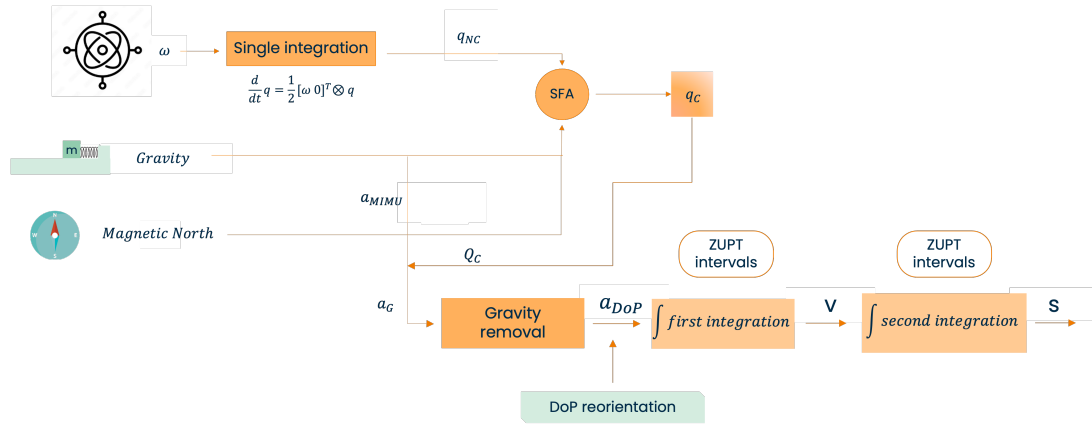 ω
Single integration
q_NC
d/dt q = 1/2 [ω 0]^T ⊗ q
SFA
q_C
m
Gravity
a_MIMU
N
W
E
S
Magnetic North
Q_C
ZUPT
intervals
ZUPT
intervals
a_G
Gravity
removal
a_DoP
∫ first integration
V
∫ second integration
S
DoP reorientation